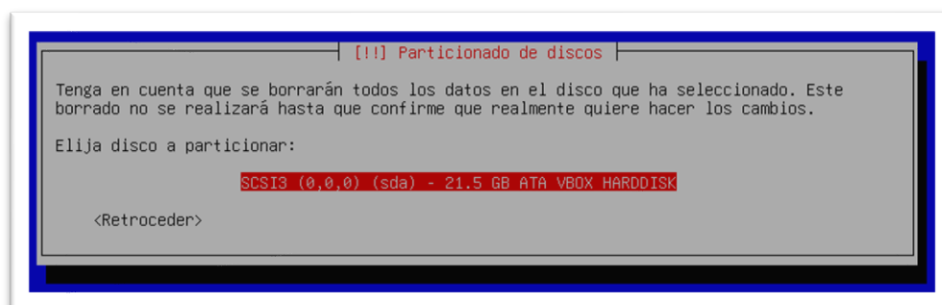 [!!] Particionado de discos
Tenga en cuenta que se borrarán todos los datos en el disco que ha seleccionado. Este
borrado no se realizará hasta que confirme que realmente quiere hacer los cambios.
Elija disco a particionar:
SCSI3 (0,0,0) (sda) - 21.5 GB ATA VBOX HARDDISK
<Retroceder>